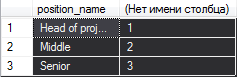 position_name (Нет имени столбца)
1 Head of proj... 1
2 Middle 2
3 Senior 3